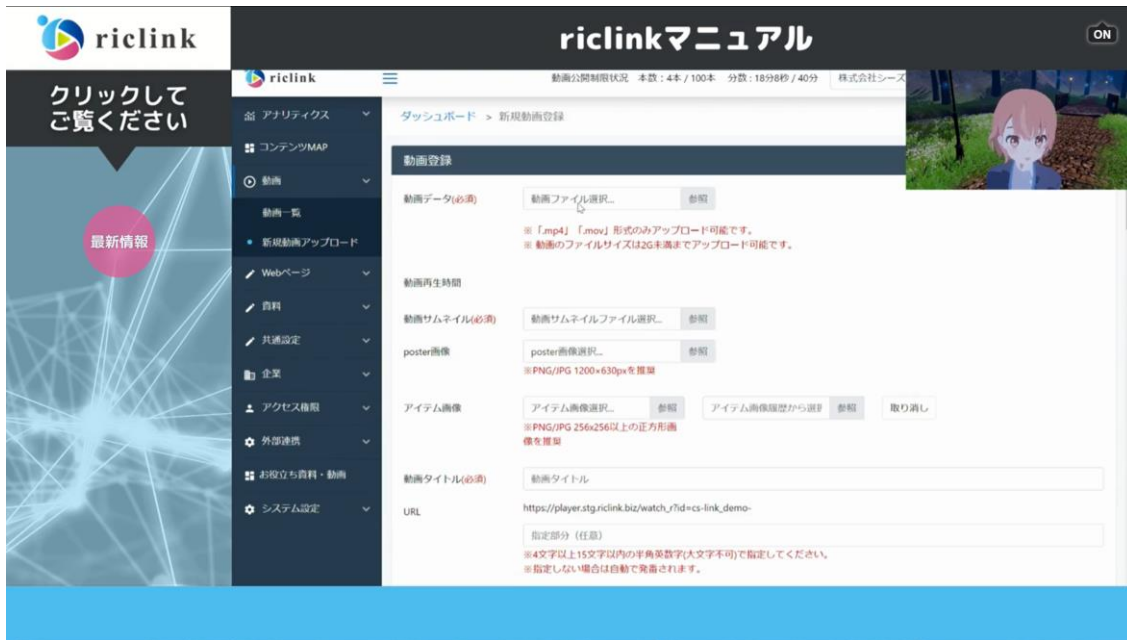 riclink
riclinkマニュアル
ON
クリックして
ご覧ください
最新情報
riclink
動画公開制限状況 本数 : 4本 / 100本 分数 : 18分8秒 / 40分
株式会社シーズ
アナリティクス
コンテンツMAP
動画
動画一覧
新規動画アップロード
Webページ
資料
共通設定
企業
アクセス権限
外部連携
お役立ち資料・動画
システム設定
ダッシュボード > 新規動画登録
動画登録
動画データ(必須)
動画ファイル選択...
参照
※「.mp4」「.mov」形式のみアップロード可能です。
※ 動画のファイルサイズは2G未満までアップロード可能です。
動画再生時間
動画サムネイル(必須)
動画サムネイルファイル選択...
参照
poster画像
poster画像選択...
参照
※PNG/JPG 1200×630pxを推奨
アイテム画像
アイテム画像選択...
参照
アイテム画像履歴から選択
参照
取り消し
※PNG/JPG 256x256以上の正方形画
像を推奨
動画タイトル(必須)
動画タイトル
URL
https://player.stg.riclink.biz/watch_r?id=cs-link_demo-
指定部分（任意）
※4文字以上15文字以内の半角英数字(大文字不可)で指定してください。
※指定しない場合は自動で発番されます。